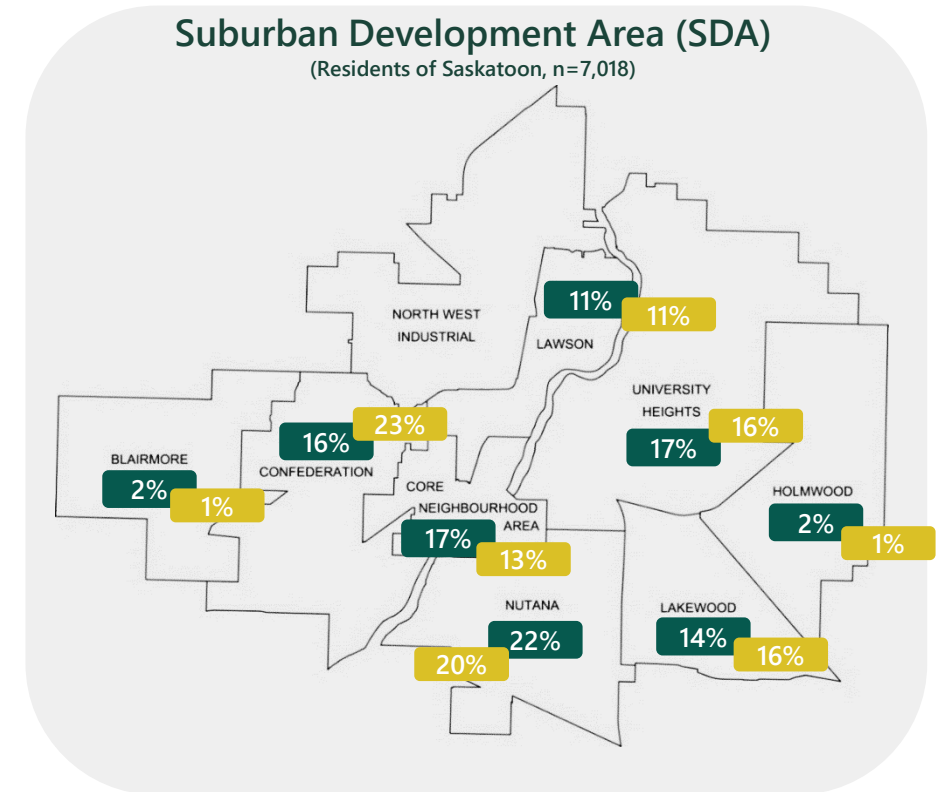 Suburban Development Area (SDA)
(Residents of Saskatoon, n=7,018)
11%
11%
NORTH WEST
INDUSTRIAL
LAWSON
UNIVERSITY
HEIGHTS
23%
16%
16%
17%
BLAIRMORE
CONFEDERATION
2%
1%
CORE
NEIGHBOURHOOD
AREA
17%
13%
HOLMWOOD
2%
1%
NUTANA
22%
20%
LAKEWOOD
14%
16%